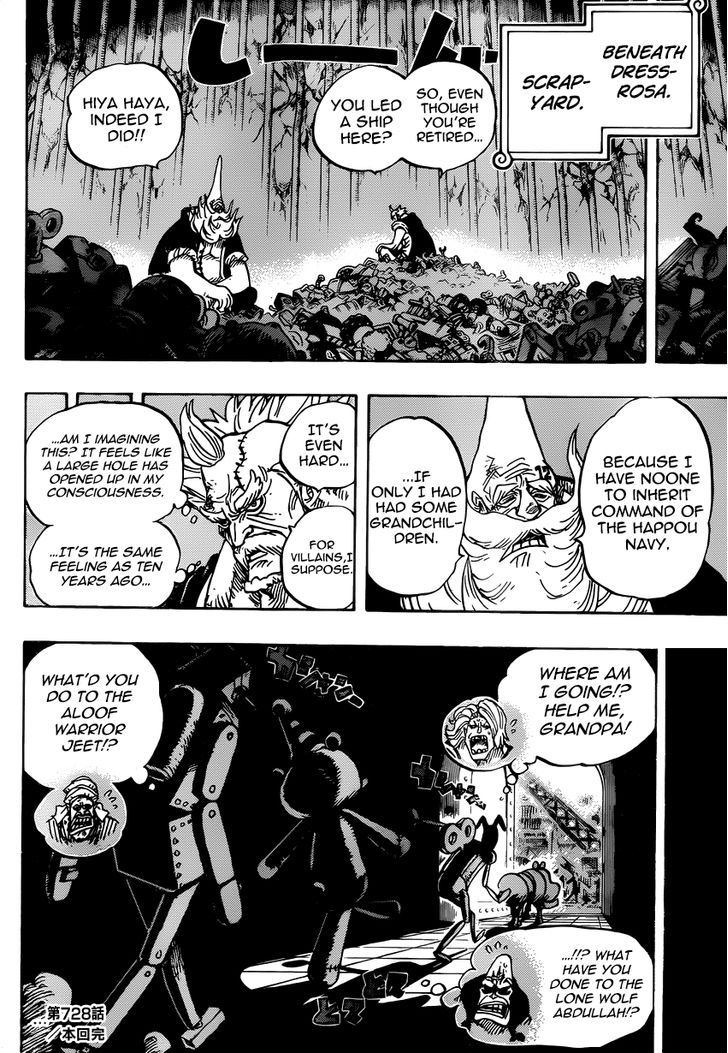 BENEATH
DRESS-
ROSA.
SCRAP-
YARD.
しーーん
SO, EVEN
THOUGH
YOU'RE
RETIRED...
YOU LED
A SHIP
HERE?
HIYA HAYA,
INDEED I
DID!!
BECAUSE I
HAVE NOONE
TO INHERIT
COMMAND OF
THE HAPPOU
NAVY.
12
...IF
ONLY I HAD
HAD SOME
GRANDCHIL-
DREN.
IT'S
EVEN
HARD...
FOR
VILLAINS,I
SUPPOSE.
...AM I IMAGINING
THIS? IT FEELS LIKE
A LARGE HOLE HAS
OPENED UP IN MY
CONSCIOUSNESS.
...IT'S THE SAME
FEELING AS TEN
YEARS AGO...
WHERE AM
I GOING!?
HELP ME,
GRANDPA!
WHAT'D YOU
DO TO THE
ALOOF
WARRIOR
JEET!?
...!!? WHAT
HAVE YOU
DONE TO THE
LONE WOLF
ABDULLAH!?
...第728話
/本回完